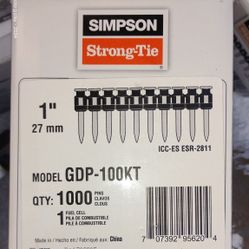 SIMPSON
Strong-Tie
1"
27 mm
ICC-ES ESR-2811
MODEL GDP-100KT
QTY: 1000 PINS
CLAVOS
CLOUS
1 FUEL CELL
PILA DE COMBUSTIBLE
PILE À COMBUSTIBLE
Made in / Hecho en / Fabriqué aux China
7 07392 95620 4